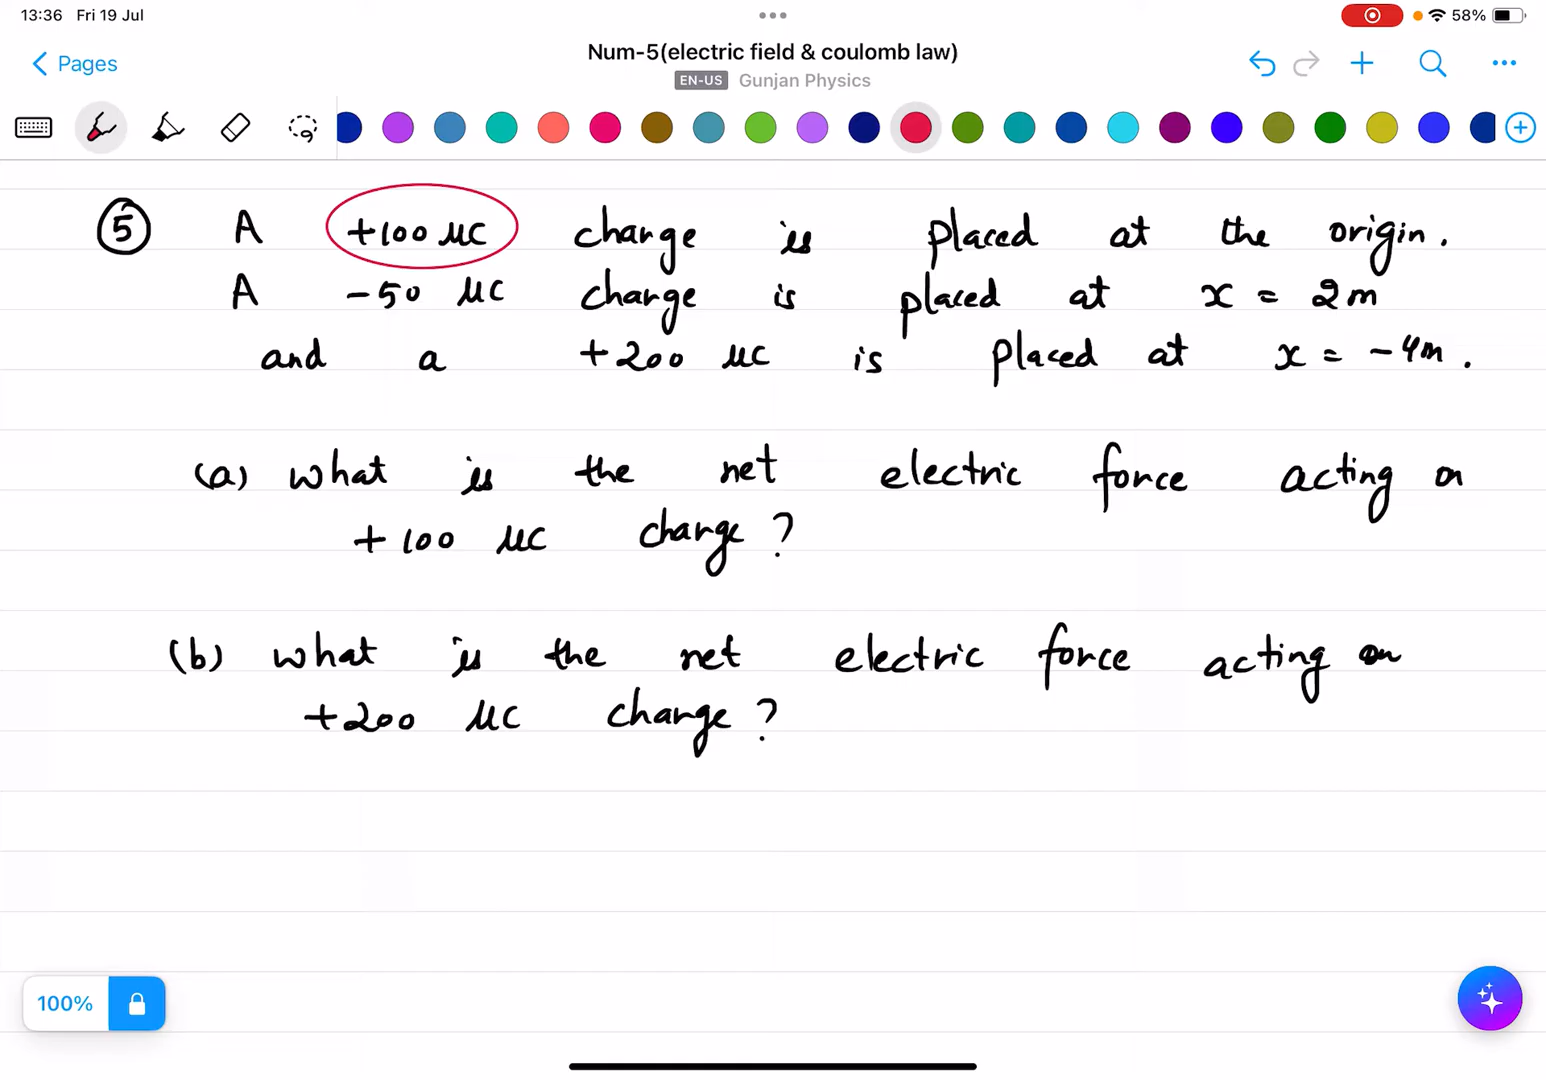 13:36 Fri 19 Jul
58%
Num-5(electric field & coulomb law)
Pages
EN-US Gunjan Physics
5 A +100 μC charge is placed at the origin.
A -50 μC charge is placed at x = 2m
and a +200 μC is placed at x = -4m.
(a) what is the net electric force acting on
+100 μC charge?
(b) what is the net electric force acting on
+200 μC charge?
100%